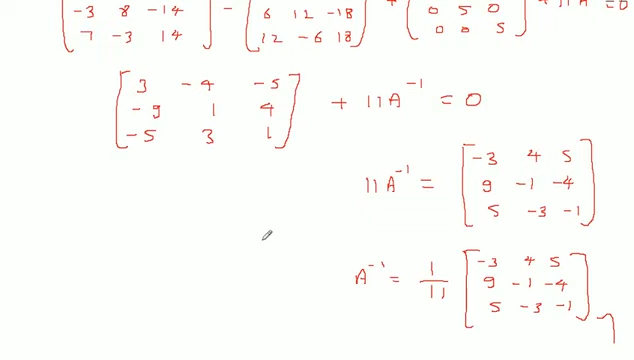 -3 8 -14 - 6 12 -18 + 0 5 0 + 11A = 0
7 -3 14 12 -6 18 0 0 5
3 -4 -5
-9 1 4 + 11A⁻¹ = 0
-5 3 1
-3 4 5
11A⁻¹ = 9 -1 -4
5 -3 -1
-3 4 5
A⁻¹ = 1/11 9 -1 -4
5 -3 -1